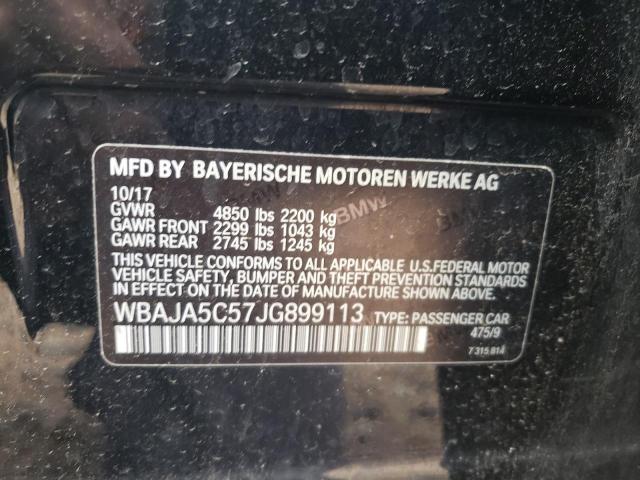 MFD BY BAYERISCHE MOTOREN WERKE AG
10/17
GVWR 4850 lbs 2200 kg
GAWR FRONT 2299 lbs 1043 kg
GAWR REAR 2745 lbs 1245 kg
BMW
BMW
THIS VEHICLE CONFORMS TO ALL APPLICABLE U.S.FEDERAL MOTOR
VEHICLE SAFETY, BUMPER AND THEFT PREVENTION STANDARDS
IN EFFECT ON THE DATE OF MANUFACTURE SHOWN ABOVE.
WBAJA5C57JG899113 TYPE: PASSENGER CAR
475/9
7 315 814